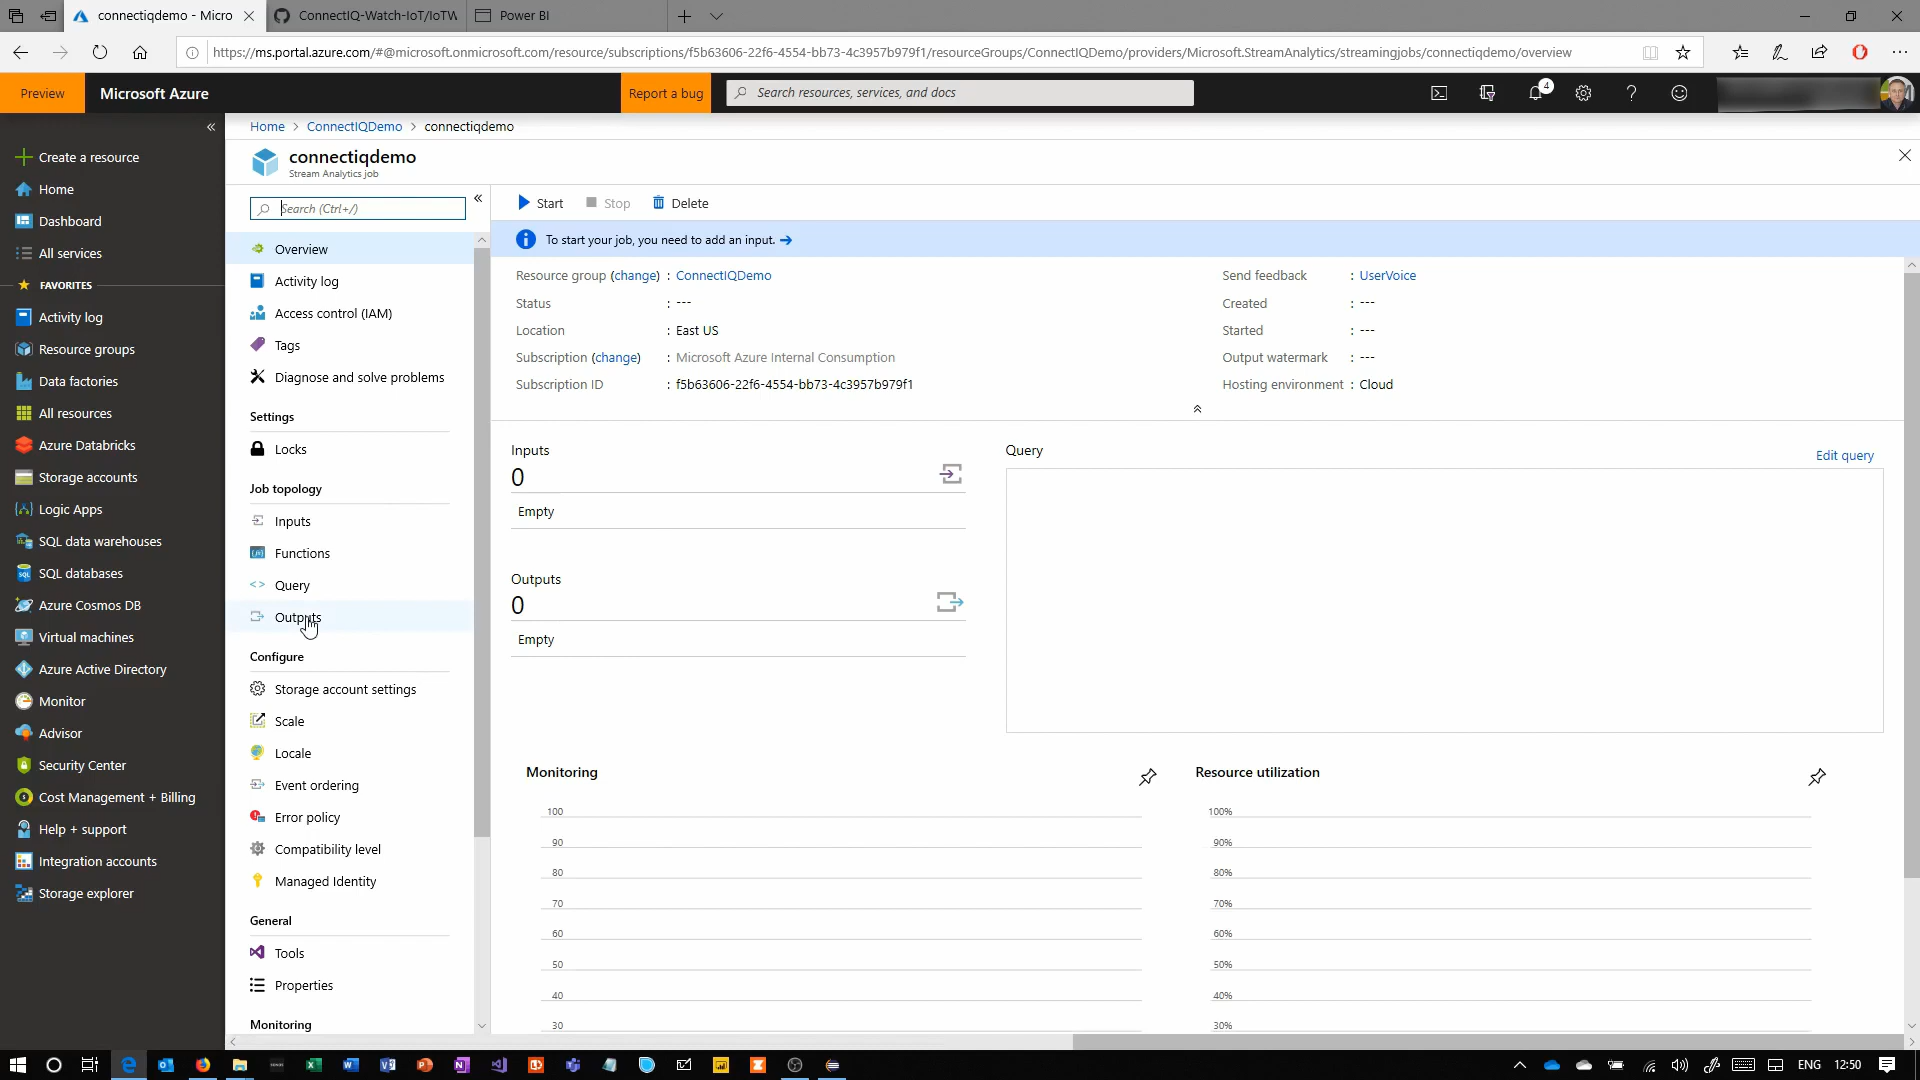 connectiqdemo - Micro
ConnectIQ-Watch-IoT/IoTW
Power BI
https://ms.portal.azure.com/#@microsoft.onmicrosoft.com/resource/subscriptions/f5b63606-22f6-4554-bb73-4c3957b979f1/resourceGroups/ConnectIQDemo/providers/Microsoft.StreamAnalytics/streamingjobs/connectiqdemo/overview
Preview
Microsoft Azure
Report a bug
Search resources, services, and docs
4
Home > ConnectIQDemo > connectiqdemo
connectiqdemo
Stream Analytics job
Create a resource
Home
Dashboard
All services
FAVORITES
Activity log
Resource groups
Data factories
All resources
Azure Databricks
Storage accounts
Logic Apps
SQL data warehouses
SQL databases
Azure Cosmos DB
Virtual machines
Azure Active Directory
Monitor
Advisor
Security Center
Cost Management + Billing
Help + support
Integration accounts
Storage explorer
Search (Ctrl+/)
Overview
Activity log
Access control (IAM)
Tags
Diagnose and solve problems
Settings
Locks
Job topology
Inputs
Functions
Query
Outputs
Configure
Storage account settings
Scale
Locale
Event ordering
Error policy
Compatibility level
Managed Identity
General
Tools
Properties
Monitoring
Start
Stop
Delete
To start your job, you need to add an input.
Resource group (change) : ConnectIQDemo
Status : ---
Location : East US
Subscription (change) : Microsoft Azure Internal Consumption
Subscription ID : f5b63606-22f6-4554-bb73-4c3957b979f1
Send feedback : UserVoice
Created : ---
Started : ---
Output watermark : ---
Hosting environment : Cloud
Inputs
0
Empty
Outputs
0
Empty
Query
Edit query
Monitoring
100
90
80
70
60
50
40
30
Resource utilization
100%
90%
80%
70%
60%
50%
40%
30%
ENG
12:50